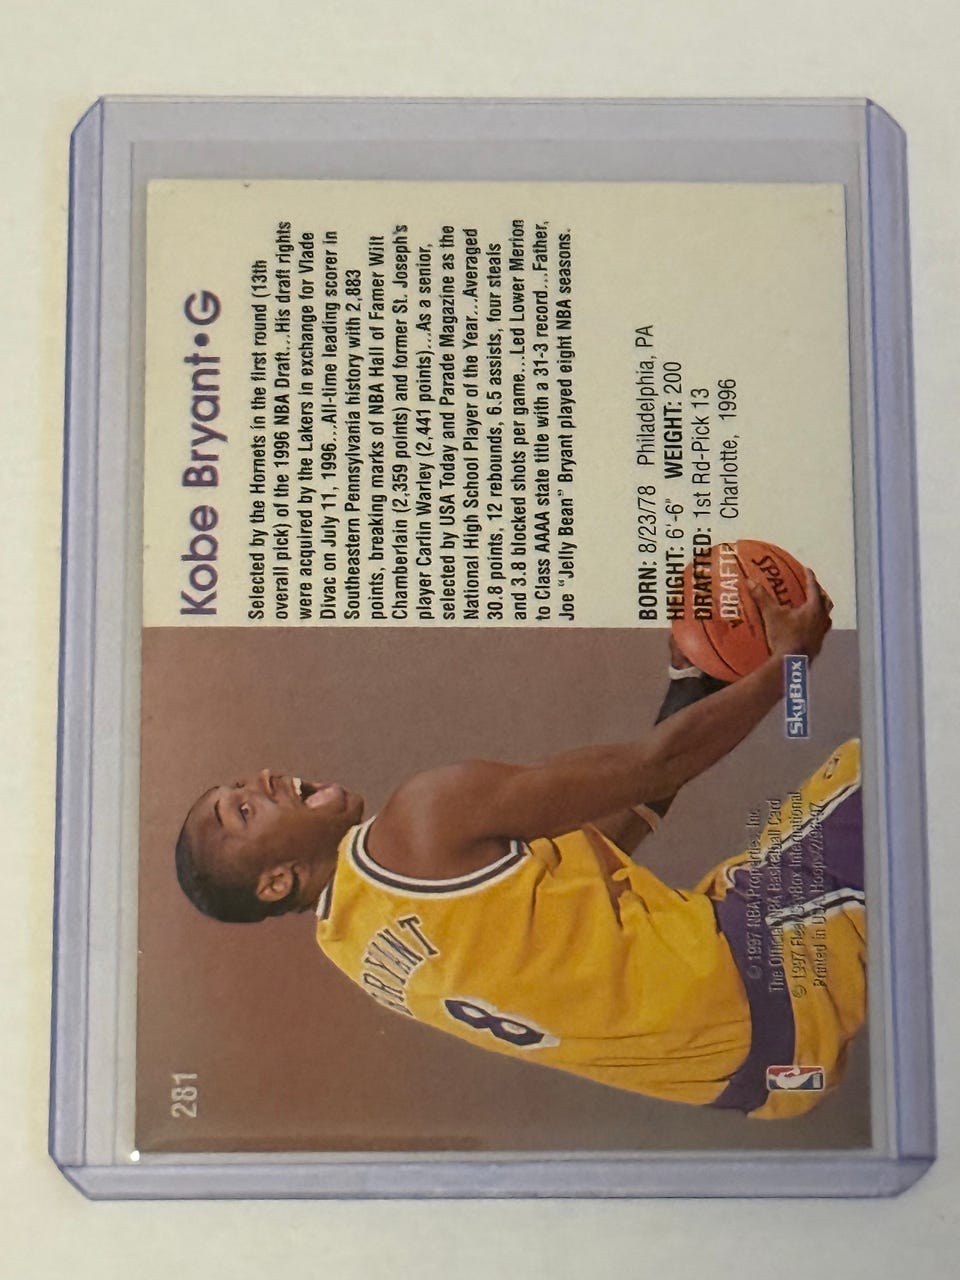 281
Kobe Bryant•G
Selected by the Hornets in the first round (13th
overall pick) of the 1996 NBA Draft...His draft rights
were acquired by the Lakers in exchange for Vlade
Divac on July 11, 1996...All-time leading scorer in
Southeastern Pennsylvania history with 2,883
points, breaking marks of NBA Hall of Famer Wilt
Chamberlain (2,359 points) and former St. Joseph's
player Carlin Warley (2,441 points)...As a senior,
selected by USA Today and Parade Magazine as the
National High School Player of the Year...Averaged
30.8 points, 12 rebounds, 6.5 assists, four steals
and 3.8 blocked shots per game...Led Lower Merion
to Class AAAA state title with a 31-3 record...Father,
Joe "Jelly Bean" Bryant played eight NBA seasons.
BORN: 8/23/78 Philadelphia, PA
HEIGHT: 6'-6" WEIGHT: 200
DRAFTED: 1st Rd-Pick 13
DRAFTE Charlotte, 1996
SPALDING
BRYANT
8
SkyBox
© 1997 NBA Properties, Inc.
The Official NBA Basketball Card
© 1997 Fleer/SkyBox International
Printed in USA Hoops
NBA